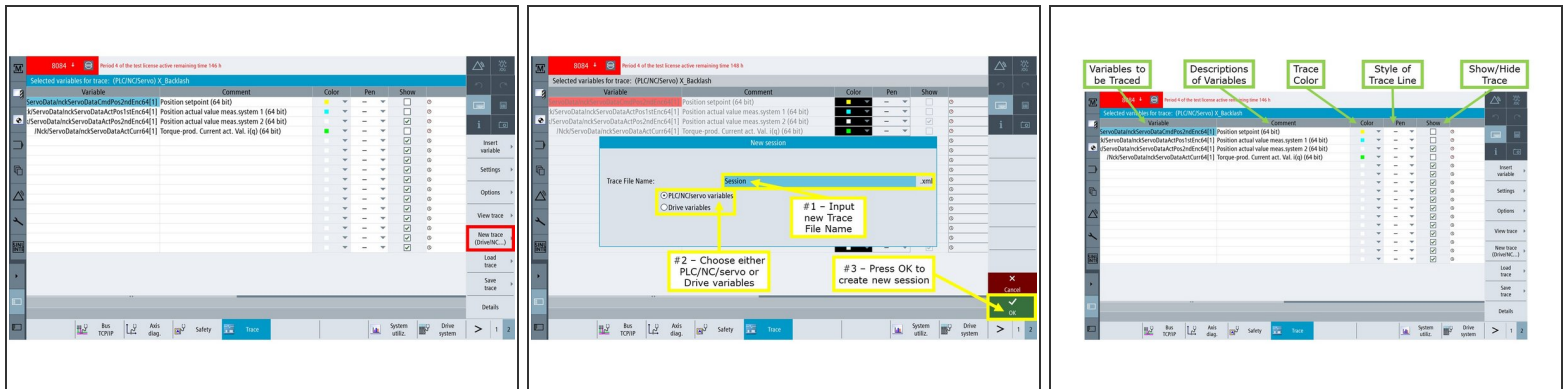 8084
Period 4 of the test license active remaining time 146 h
Selected variables for trace: (PLC/NC/Servo) X_Backlash
Variable Comment Color Pen Show
ServoData/nckServoDataCmdPos2ndEnc64[1] Position setpoint (64 bit)
k/ServoData/nckServoDataActPos1stEnc64[1] Position actual value meas.system 1 (64 bit)
k/ServoData/nckServoDataActPos2ndEnc64[1] Position actual value meas.system 2 (64 bit)
/Nck/ServoData/nckServoDataActCurr64[1] Torque-prod. Current act. Val. i(q) (64 bit)
Insert
variable
Settings
Options
View trace
New trace
(Drive/NC...)
Load
trace
Save
trace
Details
Bus
TCP/IP
Axis
diag.
Safety
Trace
System
utiliz.
Drive
system
> 1 2
8084
Period 4 of the test license active remaining time 148 h
Selected variables for trace: (PLC/NC/Servo) X_Backlash
Variable Comment Color Pen Show
Position setpoint (64 bit)
k/ServoData/nckServoDataActPos1stEnc64[1] Position actual value meas.system 1 (64 bit)
k/ServoData/nckServoDataActPos2ndEnc64[1] Position actual value meas.system 2 (64 bit)
/Nck/ServoData/nckServoDataActCurr64[1] Torque-prod. Current act. Val. i(q) (64 bit)
New session
Trace File Name: Session .xml
PLC/NC/servo variables
Drive variables
#1 – Input
new Trace
File Name
#2 – Choose either
PLC/NC/servo or
Drive variables
#3 – Press OK to
create new session
Cancel
OK
Bus
TCP/IP
Axis
diag.
Safety
Trace
System
utiliz.
Drive
system
> 1 2
Variables to
be Traced
Descriptions
of Variables
Trace
Color
Style of
Trace Line
Show/Hide
Trace
8084
Period 4 of the test license active remaining time 146 h
Selected variables for trace: (PLC/NC/Servo) X_Backlash
Variable Comment Color Pen Show
ServoData/nckServoDataCmdPos2ndEnc64[1] Position setpoint (64 bit)
k/ServoData/nckServoDataActPos1stEnc64[1] Position actual value meas.system 1 (64 bit)
k/ServoData/nckServoDataActPos2ndEnc64[1] Position actual value meas.system 2 (64 bit)
/Nck/ServoData/nckServoDataActCurr64[1] Torque-prod. Current act. Val. i(q) (64 bit)
Insert
variable
Settings
Options
View trace
New trace
(Drive/NC...)
Load
trace
Save
trace
Details
Bus
TCP/IP
Axis
diag.
Safety
Trace
System
utiliz.
Drive
system
> 1 2